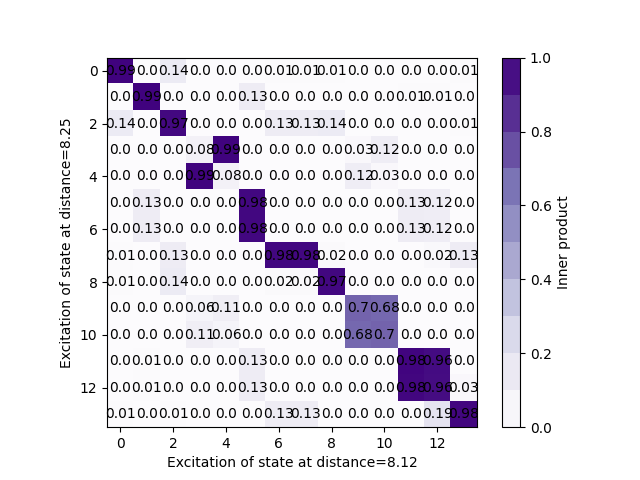 0 0.99 0.0 0.14 0.0 0.0 0.0 0.01 0.01 0.01 0.0 0.0 0.0 0.0 0.01
0.0 0.99 0.0 0.0 0.0 0.13 0.0 0.0 0.0 0.0 0.0 0.01 0.01 0.0
2 0.14 0.0 0.97 0.0 0.0 0.0 0.13 0.13 0.14 0.0 0.0 0.0 0.0 0.01
0.0 0.0 0.0 0.08 0.99 0.0 0.0 0.0 0.0 0.03 0.12 0.0 0.0 0.0
4 0.0 0.0 0.0 0.99 0.08 0.0 0.0 0.0 0.0 0.12 0.03 0.0 0.0 0.0
0.0 0.13 0.0 0.0 0.0 0.98 0.0 0.0 0.0 0.0 0.0 0.13 0.12 0.0
6 0.0 0.13 0.0 0.0 0.0 0.98 0.0 0.0 0.0 0.0 0.0 0.13 0.12 0.0
0.01 0.0 0.13 0.0 0.0 0.0 0.98 0.98 0.02 0.0 0.0 0.0 0.02 0.13
8 0.01 0.0 0.14 0.0 0.0 0.0 0.02 0.02 0.97 0.0 0.0 0.0 0.0 0.0
0.0 0.0 0.0 0.06 0.11 0.0 0.0 0.0 0.0 0.7 0.68 0.0 0.0 0.0
10 0.0 0.0 0.0 0.11 0.06 0.0 0.0 0.0 0.0 0.68 0.7 0.0 0.0 0.0
0.0 0.01 0.0 0.0 0.0 0.13 0.0 0.0 0.0 0.0 0.0 0.98 0.96 0.0
12 0.0 0.01 0.0 0.0 0.0 0.13 0.0 0.0 0.0 0.0 0.0 0.98 0.96 0.03
0.01 0.0 0.01 0.0 0.0 0.0 0.13 0.13 0.0 0.0 0.0 0.0 0.19 0.98
0 2 4 6 8 10 12
Excitation of state at distance=8.12
Excitation of state at distance=8.25
1.0
0.8
0.6
0.4
0.2
0.0
Inner product